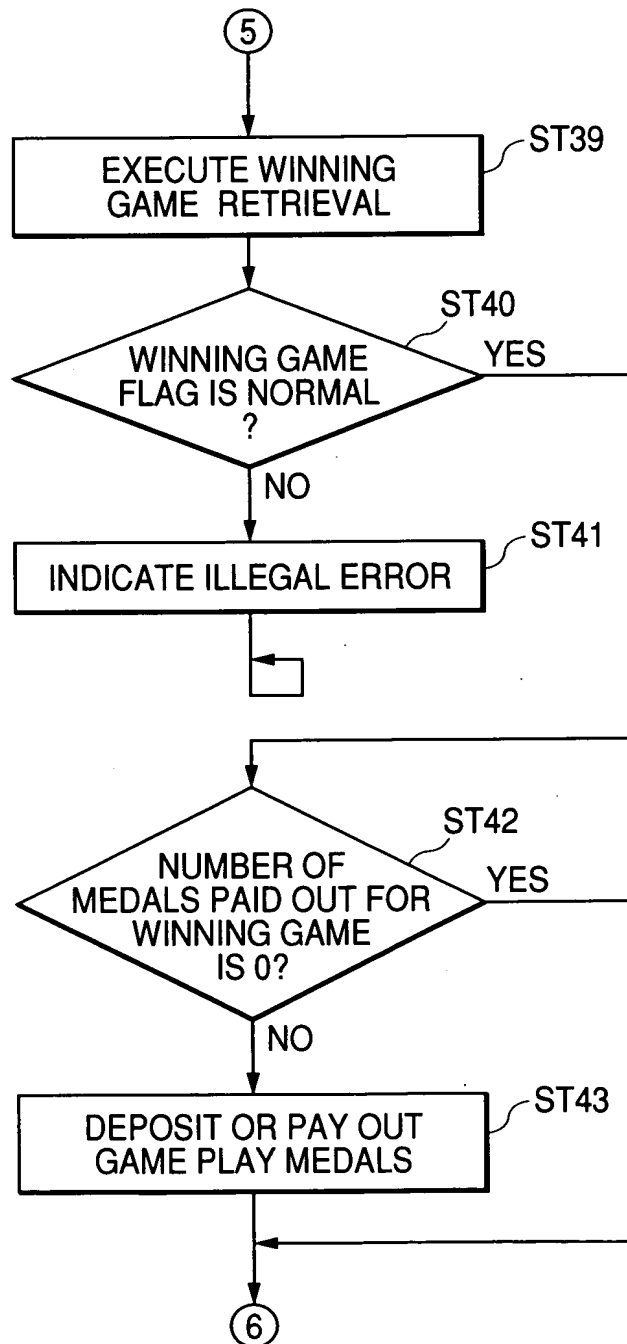 5
ST39
EXECUTE WINNING
GAME RETRIEVAL
ST40
WINNING GAME
FLAG IS NORMAL
?
YES
NO
ST41
INDICATE ILLEGAL ERROR
ST42
NUMBER OF
MEDALS PAID OUT FOR
WINNING GAME
IS 0?
YES
NO
ST43
DEPOSIT OR PAY OUT
GAME PLAY MEDALS
6